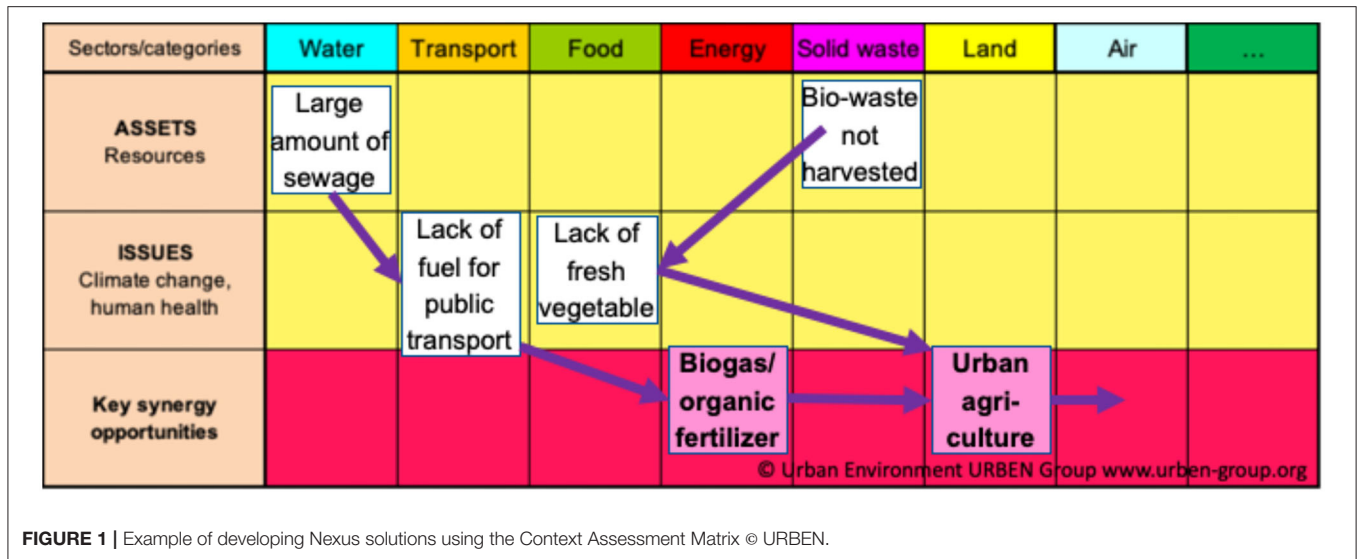 Sectors/categories Water Transport Food Energy Solid waste Land Air ...
ASSETS
Resources
Large
amount of
sewage
Bio-waste
not
harvested
ISSUES
Climate change,
human health
Lack of
fuel for
public
transport
Lack of
fresh
vegetable
Key synergy
opportunities
Biogas/
organic
fertilizer
Urban
agri-
culture
© Urban Environment URBEN Group www.urben-group.org
FIGURE 1 | Example of developing Nexus solutions using the Context Assessment Matrix © URBEN.